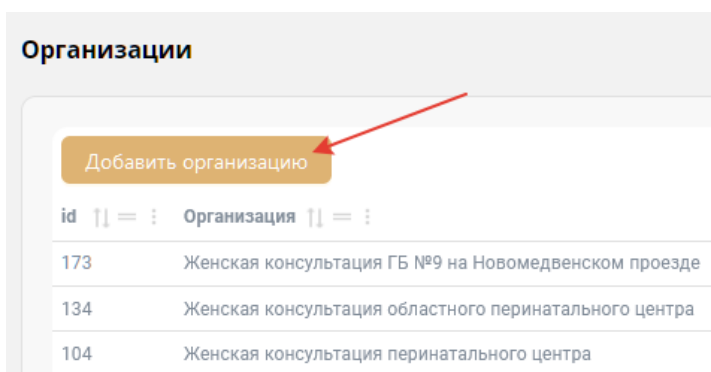 Организации
Добавить организацию
id Организация
173 Женская консультация ГБ №9 на Новомедвенском проезде
134 Женская консультация областного перинатального центра
104 Женская консультация перинатального центра